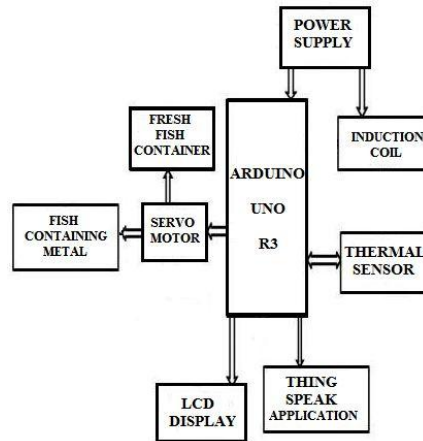 POWER
SUPPLY
FRESH
FISH
CONTAINER
INDUCTION
COIL
ARDUINO
UNO
R3
FISH
CONTAINING
METAL
SERVO
MOTOR
THERMAL
SENSOR
LCD
DISPLAY
THING
SPEAK
APPLICATION